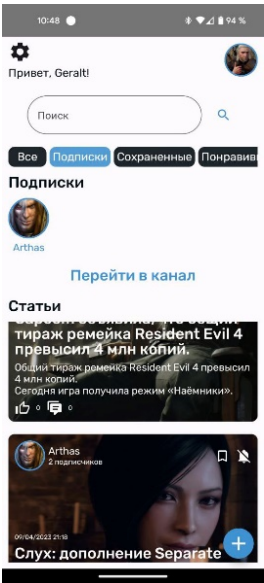 10:48
94 %
Привет, Geralt!
Поиск
Все Подписки Сохраненные Понравив
Подписки
Arthas
Перейти в канал
Статьи
тираж ремейка Resident Evil 4
превысил 4 млн копий.
Общий тираж ремейка Resident Evil 4 превысил
4 млн копий.
Сегодня игра получила режим «Наёмники».
0 0
Arthas
2 подписчиков
09/04/2023 21:18
Слух: дополнение Separate